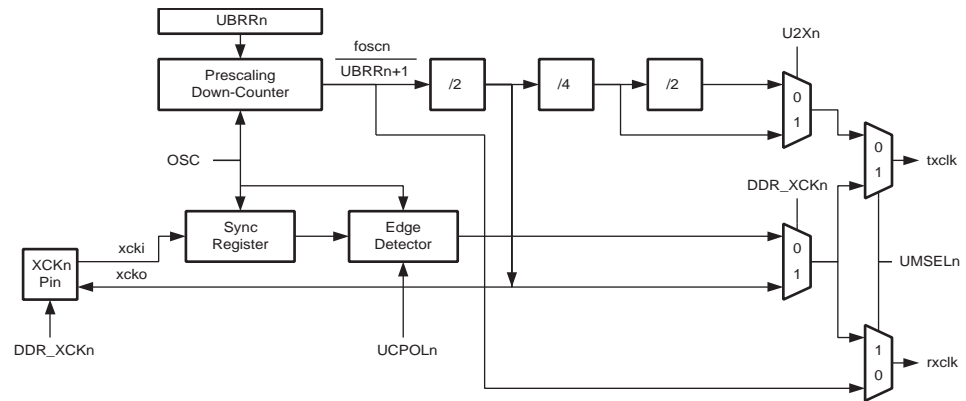 UBRRn
foscn
UBRRn+1
Prescaling
Down-Counter
/2
/4
/2
U2Xn
0
1
OSC
0
1
txclk
DDR_XCKn
Sync
Register
Edge
Detector
xcki
XCKn
Pin
xcko
0
1
UMSELn
DDR_XCKn
UCPOLn
1
0
rxclk